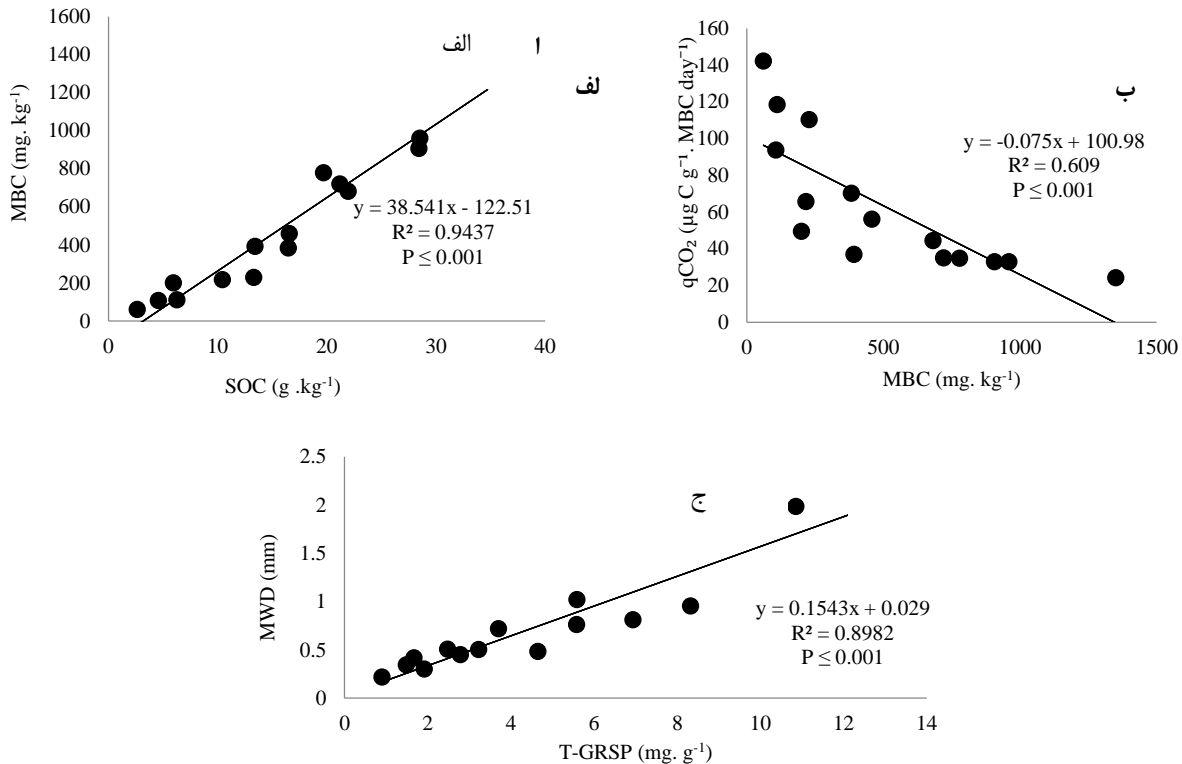 1600
1400
1200
1000
800
600
400
200
0
MBC (mg. kg⁻¹)
الف
ا
لف
y = 38.541x - 122.51
R² = 0.9437
P ≤ 0.001
0 10 20 30 40
SOC (g .kg⁻¹)
160
140
120
100
80
60
40
20
0
qCO₂ (µg C g⁻¹. MBC day⁻¹)
ب
y = -0.075x + 100.98
R² = 0.609
P ≤ 0.001
0 500 1000 1500
MBC (mg. kg⁻¹)
2.5
2
1.5
1
0.5
0
MWD (mm)
ج
y = 0.1543x + 0.029
R² = 0.8982
P ≤ 0.001
0 2 4 6 8 10 12 14
T-GRSP (mg. g⁻¹)